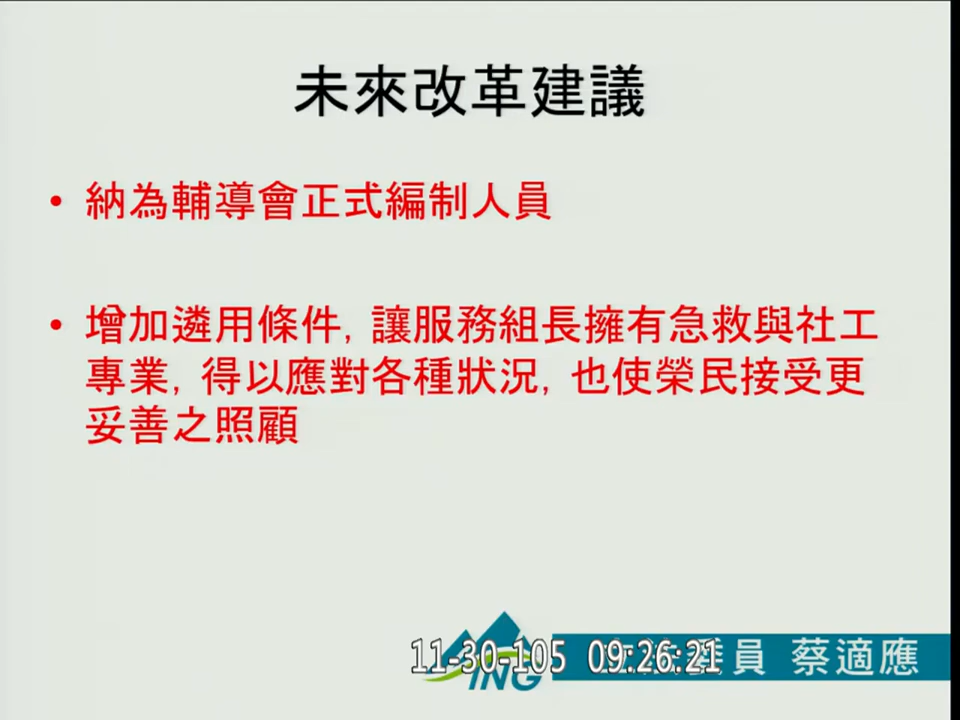 未來改革建議
• 納為輔導會正式編制人員
• 增加遴用條件, 讓服務組長擁有急救與社工
專業, 得以應對各種狀況, 也使榮民接受更
妥善之照顧
11-30-105 09:26:21
委員 蔡適應
ING